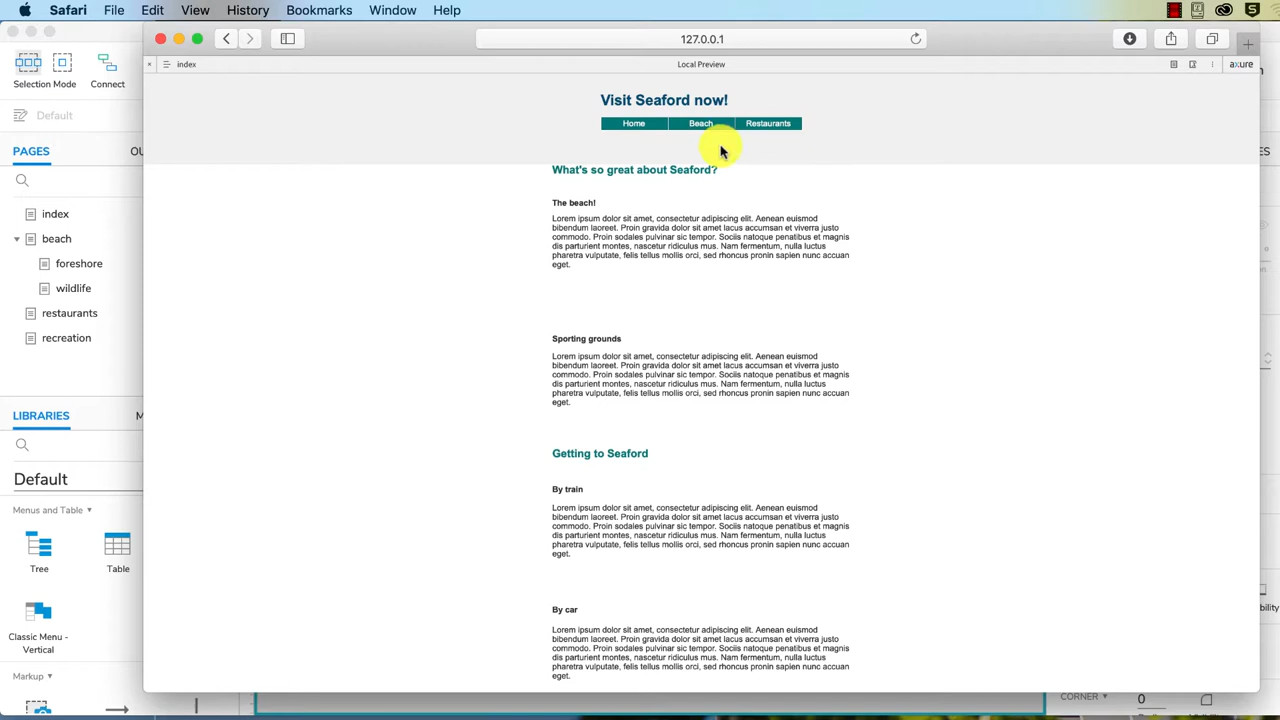 Safari File Edit View History Bookmarks Window Help
127.0.0.1
Selection Mode Connect
index Local Preview axure
Default
Visit Seaford now!
Home Beach Restaurants
PAGES OU
ES
What's so great about Seaford?
index
beach
foreshore
wildlife
restaurants
recreation
The beach!
Lorem ipsum dolor sit amet, consectetur adipiscing elit. Aenean euismod
bibendum laoreet. Proin gravida dolor sit amet lacus accumsan et viverra justo
commodo. Proin sodales pulvinar sic tempor. Sociis natoque penatibus et magnis
dis parturient montes, nascetur ridiculus mus. Nam fermentum, nulla luctus
pharetra vulputate, felis tellus mollis orci, sed rhoncus pronin sapien nunc accuan
eget.
Sporting grounds
Lorem ipsum dolor sit amet, consectetur adipiscing elit. Aenean euismod
bibendum laoreet. Proin gravida dolor sit amet lacus accumsan et viverra justo
commodo. Proin sodales pulvinar sic tempor. Sociis natoque penatibus et magnis
dis parturient montes, nascetur ridiculus mus. Nam fermentum, nulla luctus
pharetra vulputate, felis tellus mollis orci, sed rhoncus pronin sapien nunc accuan
eget.
LIBRARIES M
Default
Menus and Table
Tree Table
Classic Menu -
Vertical
Markup
Getting to Seaford
By train
Lorem ipsum dolor sit amet, consectetur adipiscing elit. Aenean euismod
bibendum laoreet. Proin gravida dolor sit amet lacus accumsan et viverra justo
commodo. Proin sodales pulvinar sic tempor. Sociis natoque penatibus et magnis
dis parturient montes, nascetur ridiculus mus. Nam fermentum, nulla luctus
pharetra vulputate, felis tellus mollis orci, sed rhoncus pronin sapien nunc accuan
eget.
By car
Lorem ipsum dolor sit amet, consectetur adipiscing elit. Aenean euismod
bibendum laoreet. Proin gravida dolor sit amet lacus accumsan et viverra justo
commodo. Proin sodales pulvinar sic tempor. Sociis natoque penatibus et magnis
dis parturient montes, nascetur ridiculus mus. Nam fermentum, nulla luctus
pharetra vulputate, felis tellus mollis orci, sed rhoncus pronin sapien nunc accuan
eget.
bility
CORNER 0